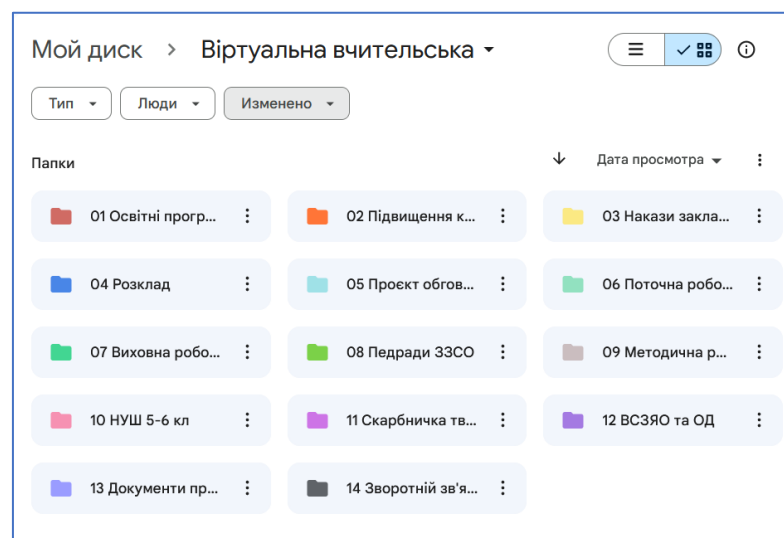 Мой диск > Віртуальна вчительська
Тип Люди Изменено
Папки Дата просмотра
01 Освітні прогр... 02 Підвищення к... 03 Накази закла...
04 Розклад 05 Проєкт обгов... 06 Поточна робо...
07 Виховна робо... 08 Педради ЗЗСО 09 Методична р...
10 НУШ 5-6 кл 11 Скарбничка тв... 12 ВСЗЯО та ОД
13 Документи пр... 14 Зворотній зв'я...